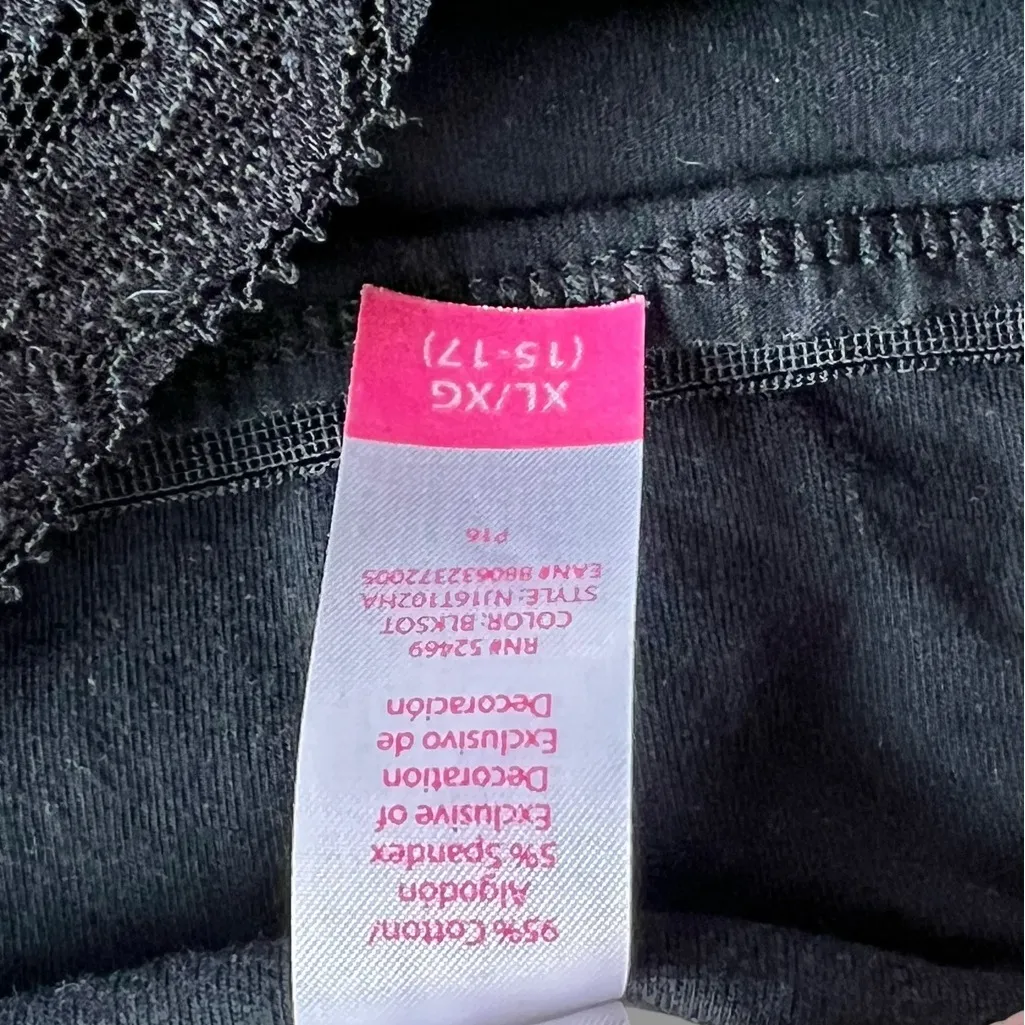 95% Cotton/
Algodon
5% Spandex
Exclusive of
Decoration
Exclusivo de
Decoración
RN# 52469
COLOR: BLKSOT
STYLE: NJ16T102HA
EAN# 880632372005
P16
XL/XG
(15-17)